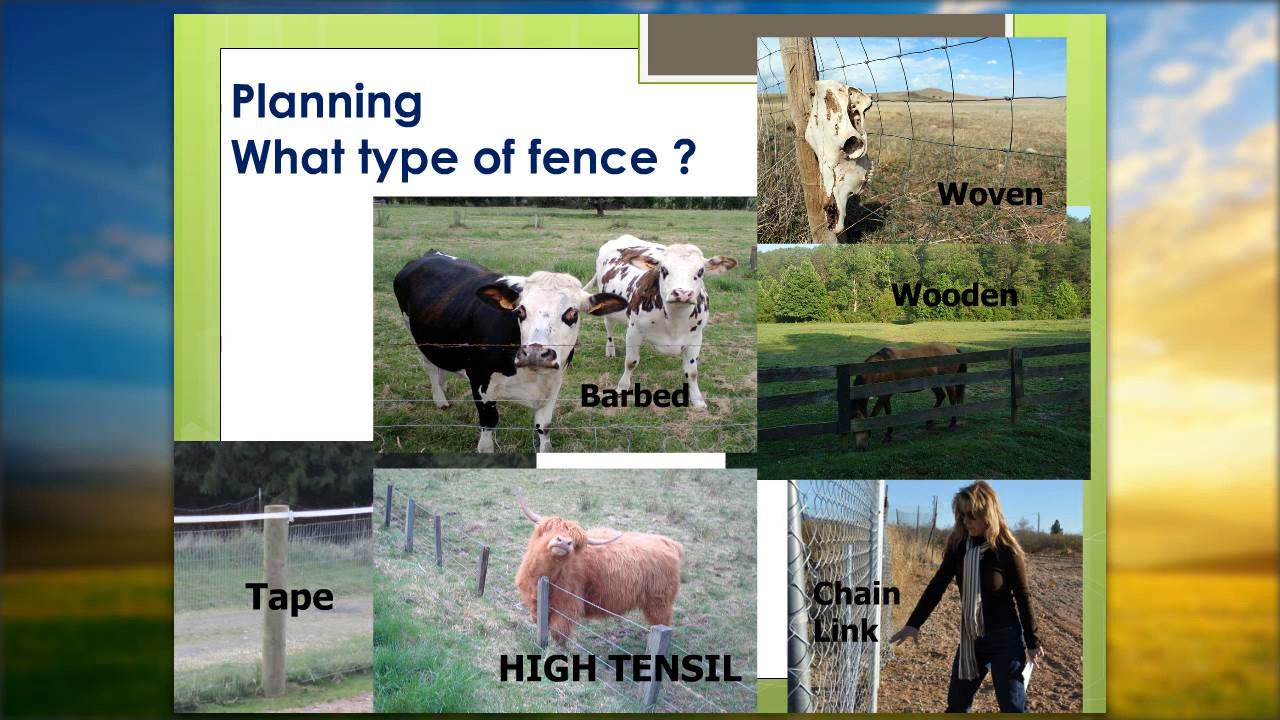 Planning
What type of fence ?
Woven
Wooden
Barbed
Tape
HIGH TENSIL
Chain
Link